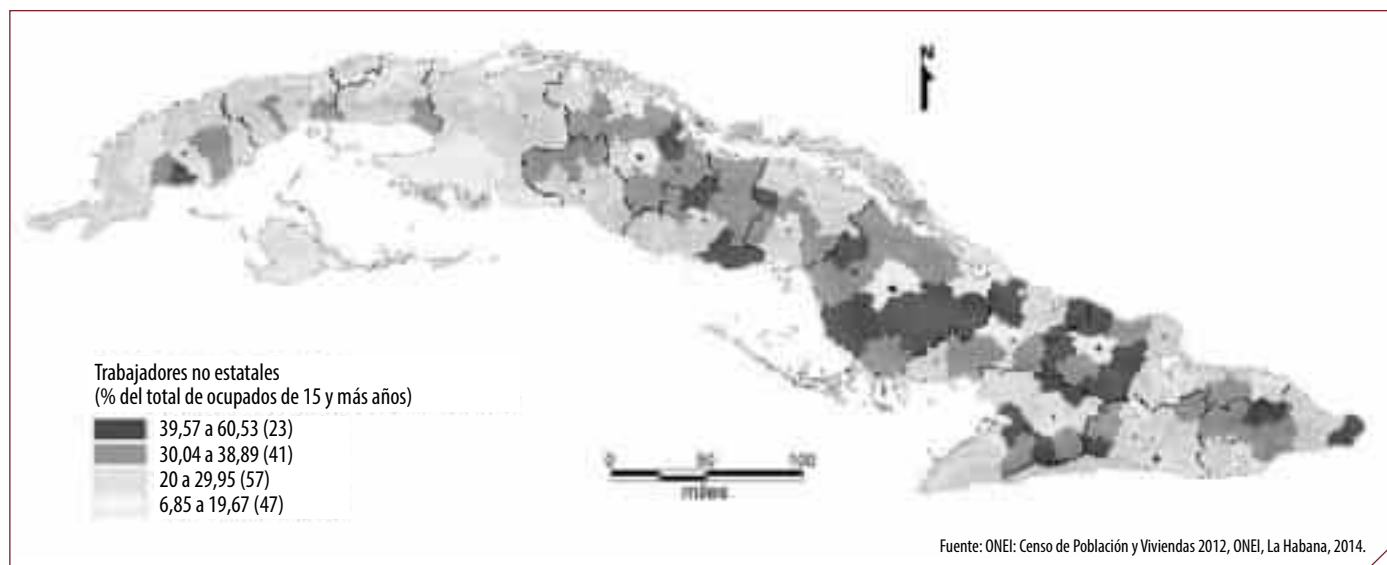 N
Trabajadores no estatales
(% del total de ocupados de 15 y más años)
39,57 a 60,53 (23)
30,04 a 38,89 (41)
20 a 29,95 (57)
6,85 a 19,67 (47)
0 50 100
miles
Fuente: ONEI: Censo de Población y Viviendas 2012, ONEI, La Habana, 2014.